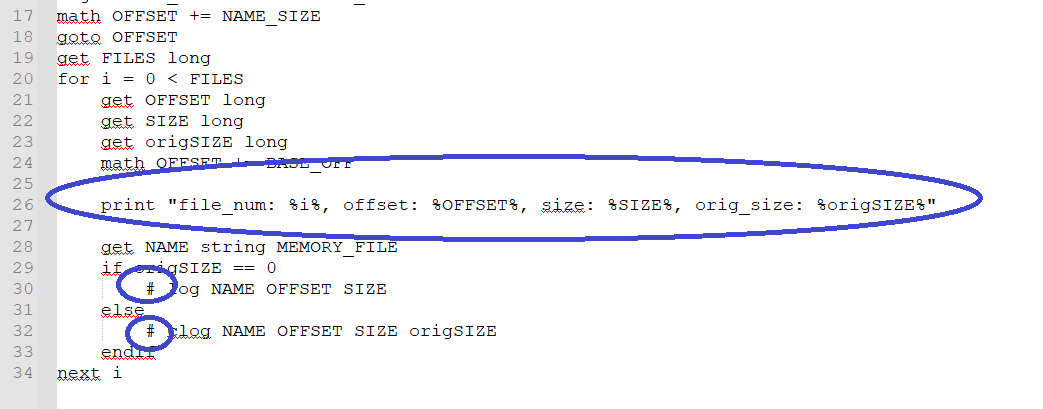 17 math OFFSET += NAME_SIZE
18 goto OFFSET
19 get FILES long
20 for i = 0 < FILES
21 get OFFSET long
22 get SIZE long
23 get origSIZE long
24 math OFFSET += BASE_OFF
25
26 print "file_num: %i%, offset: %OFFSET%, size: %SIZE%, orig_size: %origSIZE%"
27
28 get NAME string MEMORY_FILE
29 if origSIZE == 0
30 # log NAME OFFSET SIZE
31 else
32 # clog NAME OFFSET SIZE origSIZE
33 endif
34 next i